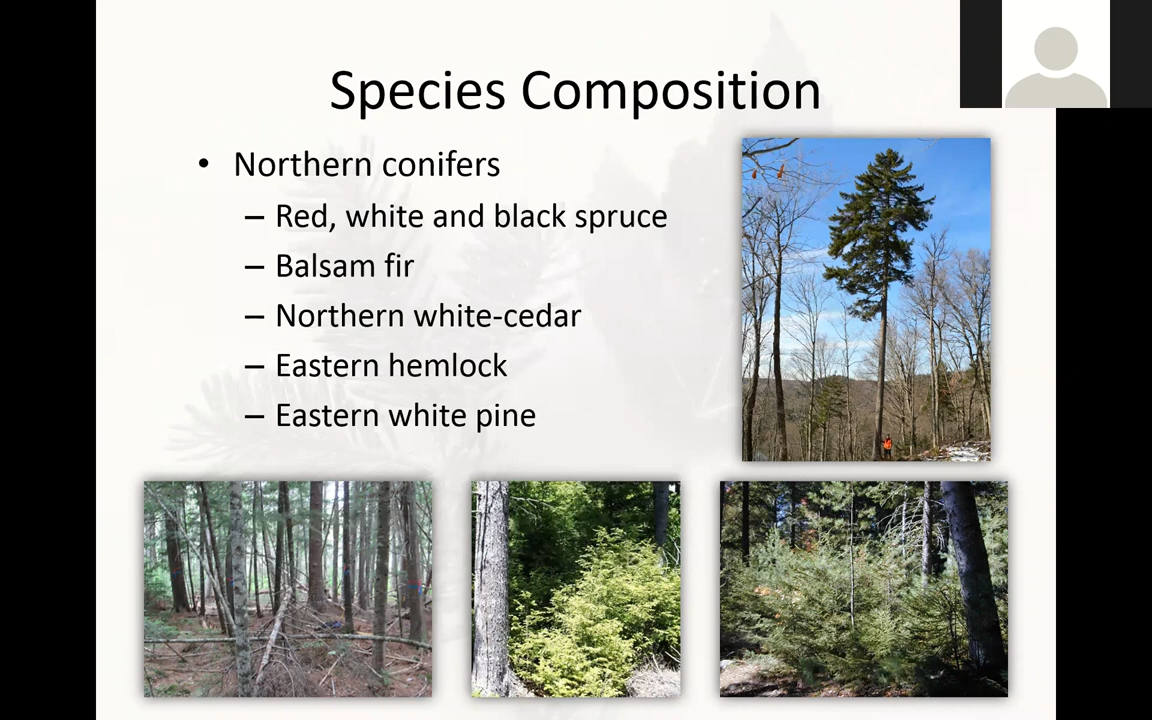 Species Composition
• Northern conifers
– Red, white and black spruce
– Balsam fir
– Northern white-cedar
– Eastern hemlock
– Eastern white pine